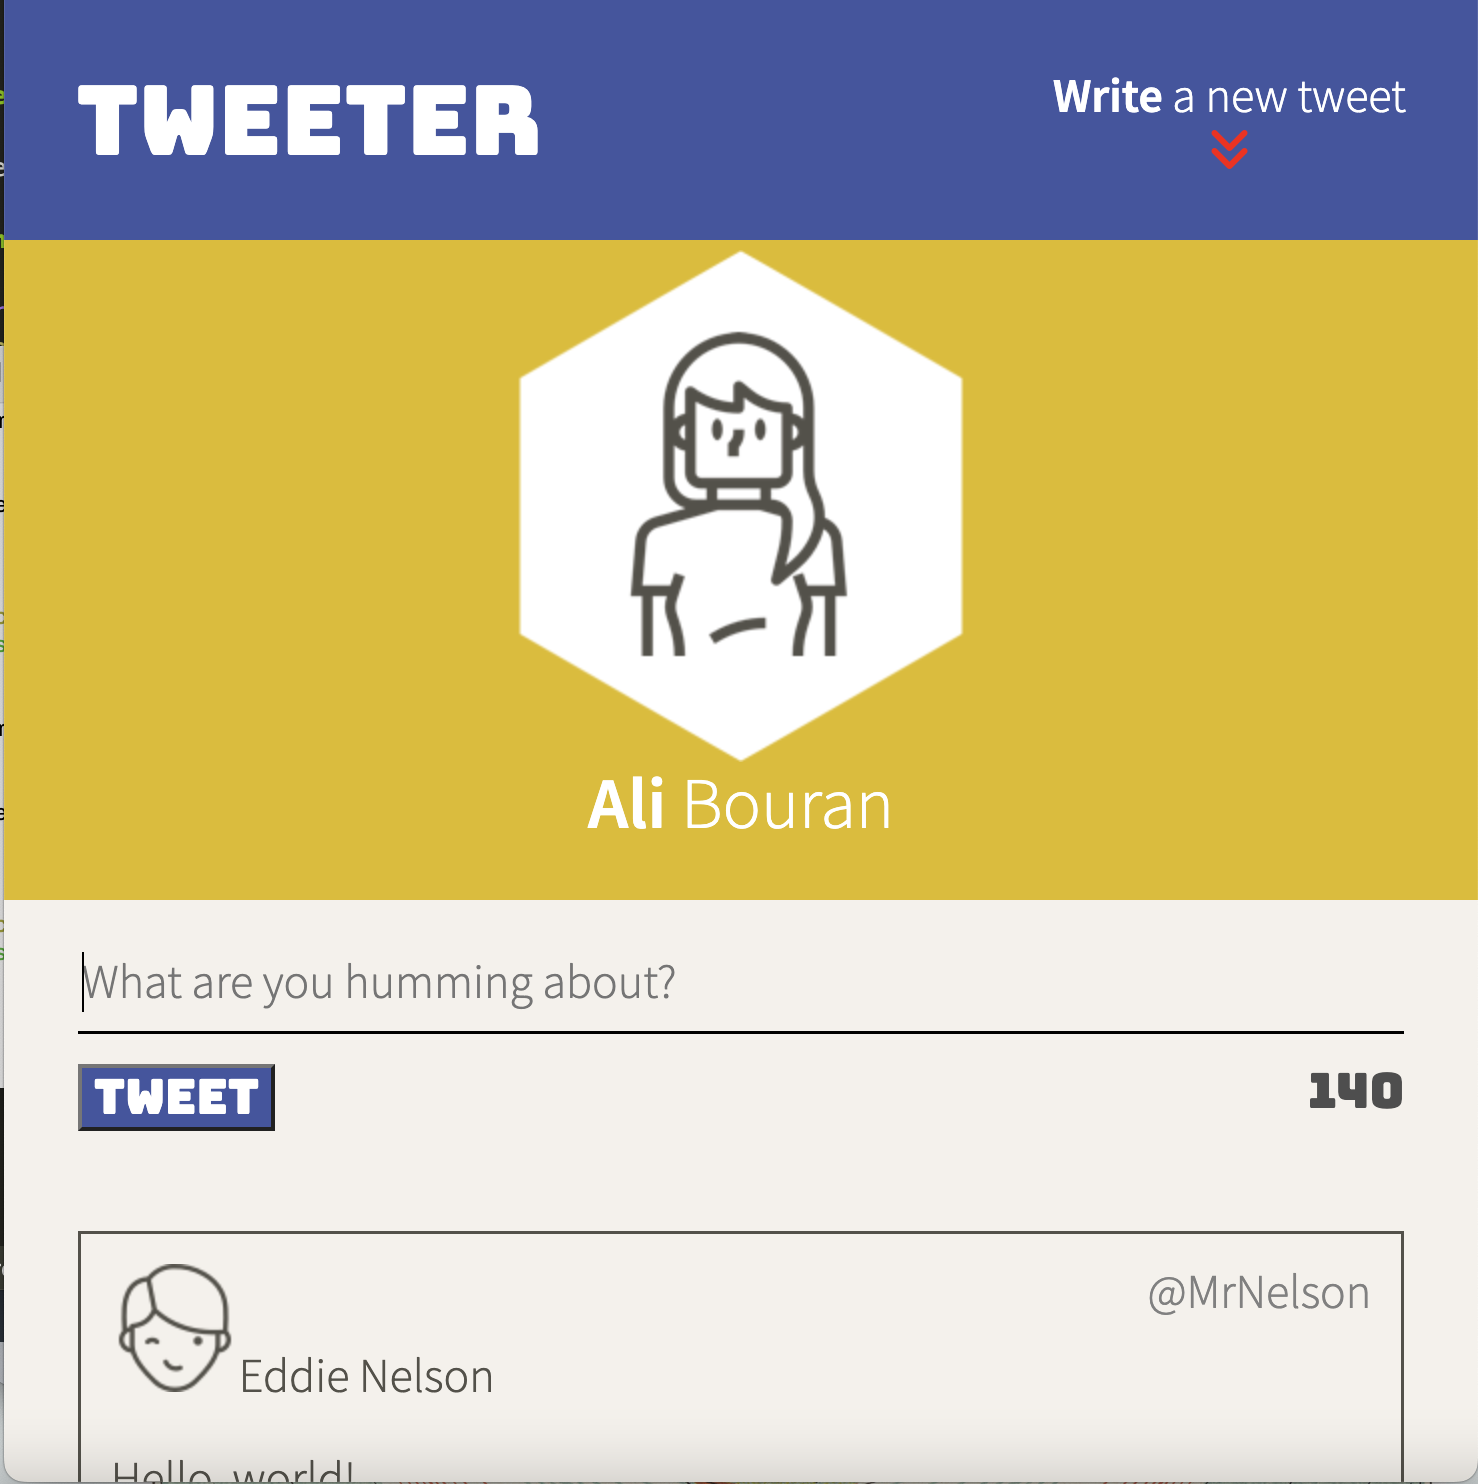 TWEETER
Write a new tweet
Ali Bouran
What are you humming about?
TWEET
140
@MrNelson
Eddie Nelson
Hello, world!